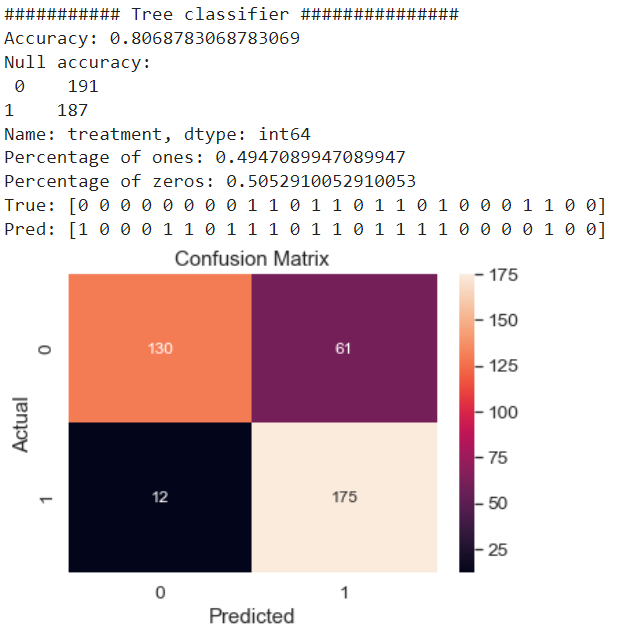 ########### Tree classifier ###############
Accuracy: 0.8068783068783069
Null accuracy:
 0    191
1    187
Name: treatment, dtype: int64
Percentage of ones: 0.4947089947089947
Percentage of zeros: 0.5052910052910053
True: [0 0 0 0 0 0 0 0 1 1 0 1 1 0 1 1 0 1 0 0 0 1 1 0 0]
Pred: [1 0 0 0 1 1 0 1 1 1 0 1 1 0 1 1 1 1 0 0 0 0 1 0 0]
Confusion Matrix
175
150
125
100
75
50
25
0
130
61
1
12
175
Actual
0
1
Predicted